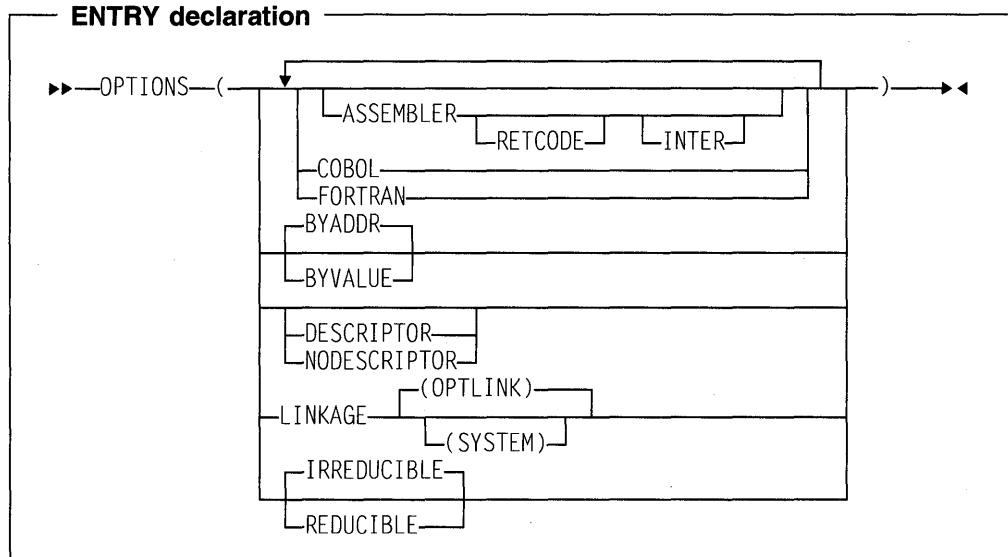 ENTRY declaration
OPTIONS ( )
ASSEMBLER
RETCODE INTER
COBOL
FORTRAN
BYADDR
BYVALUE
DESCRIPTOR
NODESCRIPTOR
(OPTLINK)
LINKAGE
(SYSTEM)
IRREDUCIBLE
REDUCIBLE